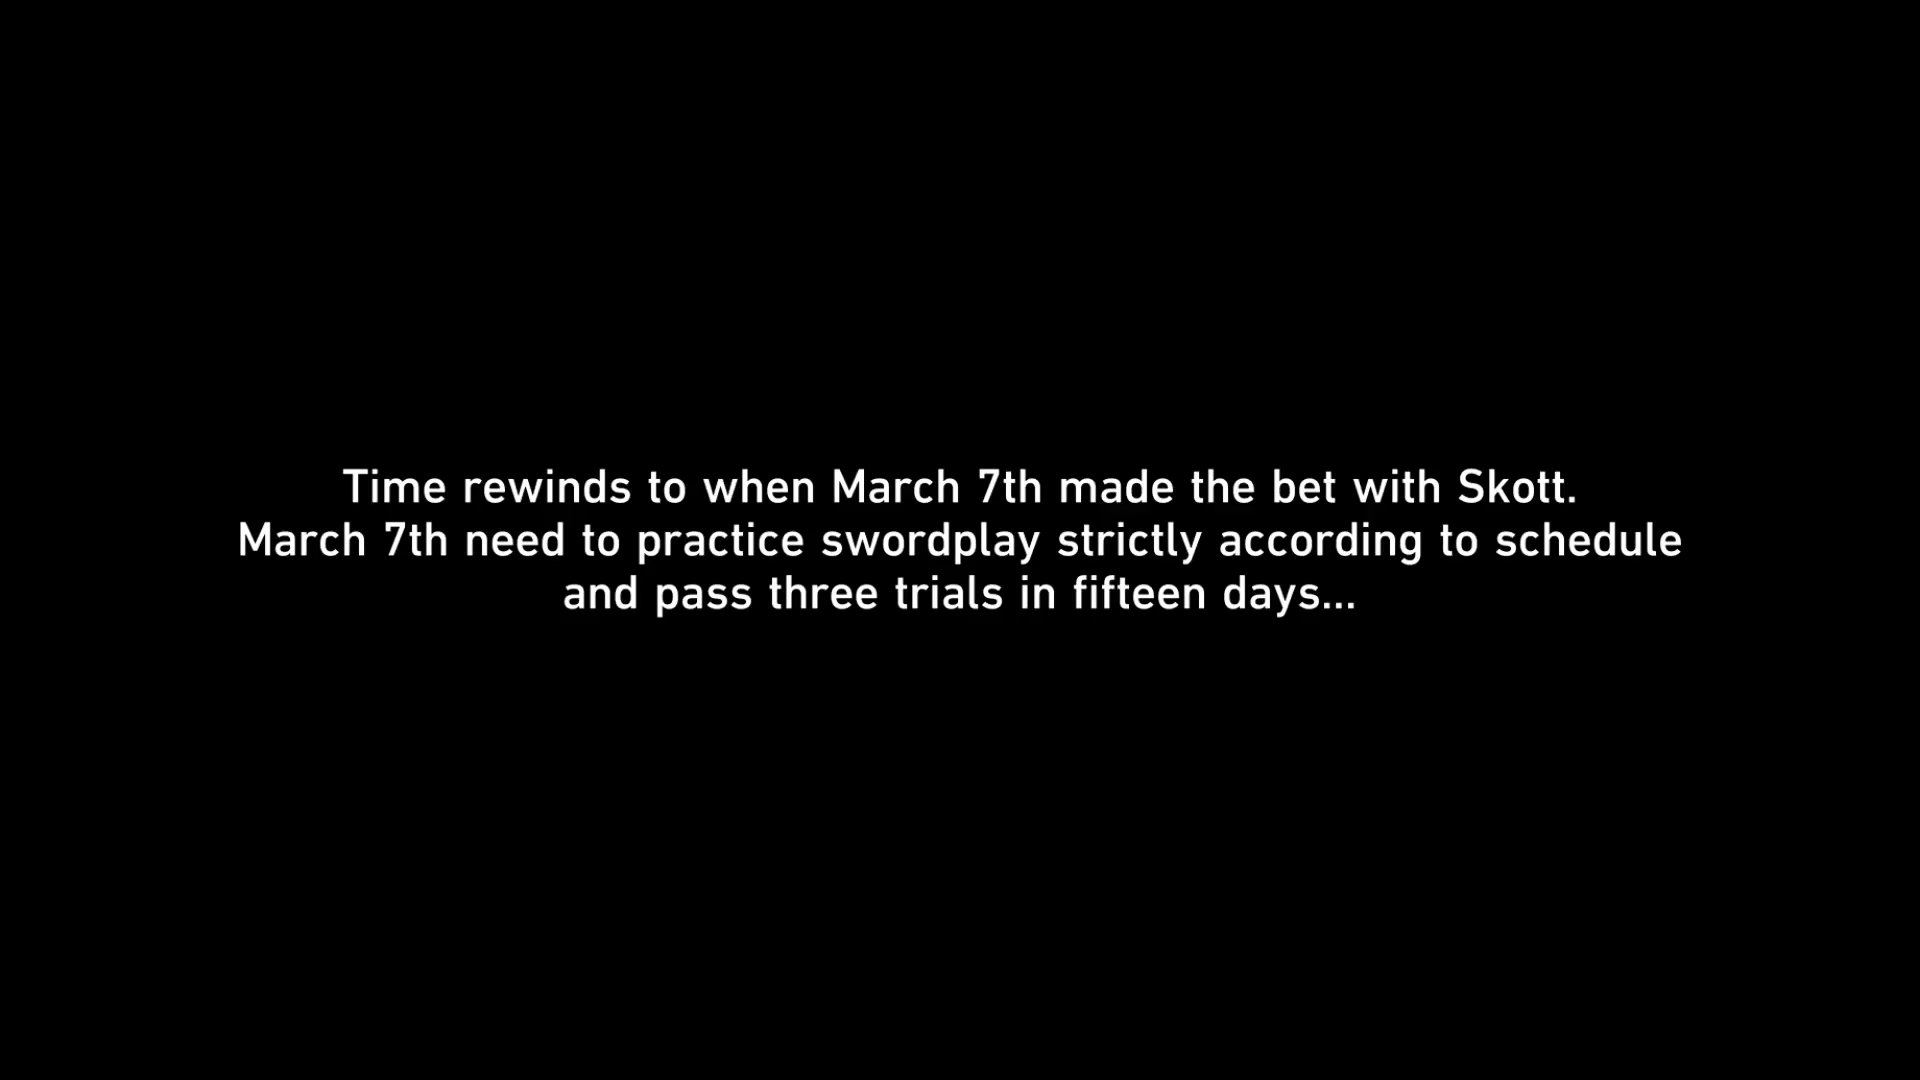 Time rewinds to when March 7th made the bet with Skott.
March 7th need to practice swordplay strictly according to schedule
and pass three trials in fifteen days...